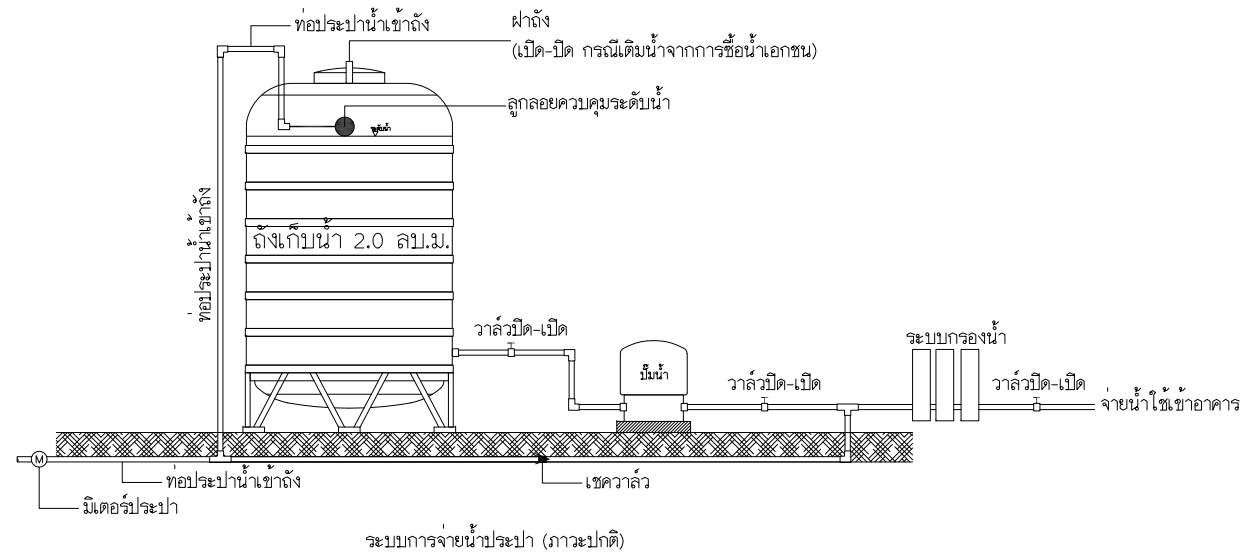 ท่อประปาน้ำเข้าถัง
ฝาถัง
(เปิด-ปิด กรณีเติมน้ำจากการซื้อน้ำเอกชน)
ลูกลอยควบคุมระดับน้ำ
ท่อประปาน้ำเข้าถัง
ถังเก็บน้ำ 2.0 ลบ.ม.
วาล์วปิด-เปิด
ปั๊มน้ำ
วาล์วปิด-เปิด
ระบบกรองน้ำ
วาล์วปิด-เปิด
จ่ายน้ำใช้เข้าอาคาร
M
ท่อประปาน้ำเข้าถัง
เชควาล์ว
มิเตอร์ประปา
ระบบการจ่ายน้ำประปา (ภาวะปกติ)